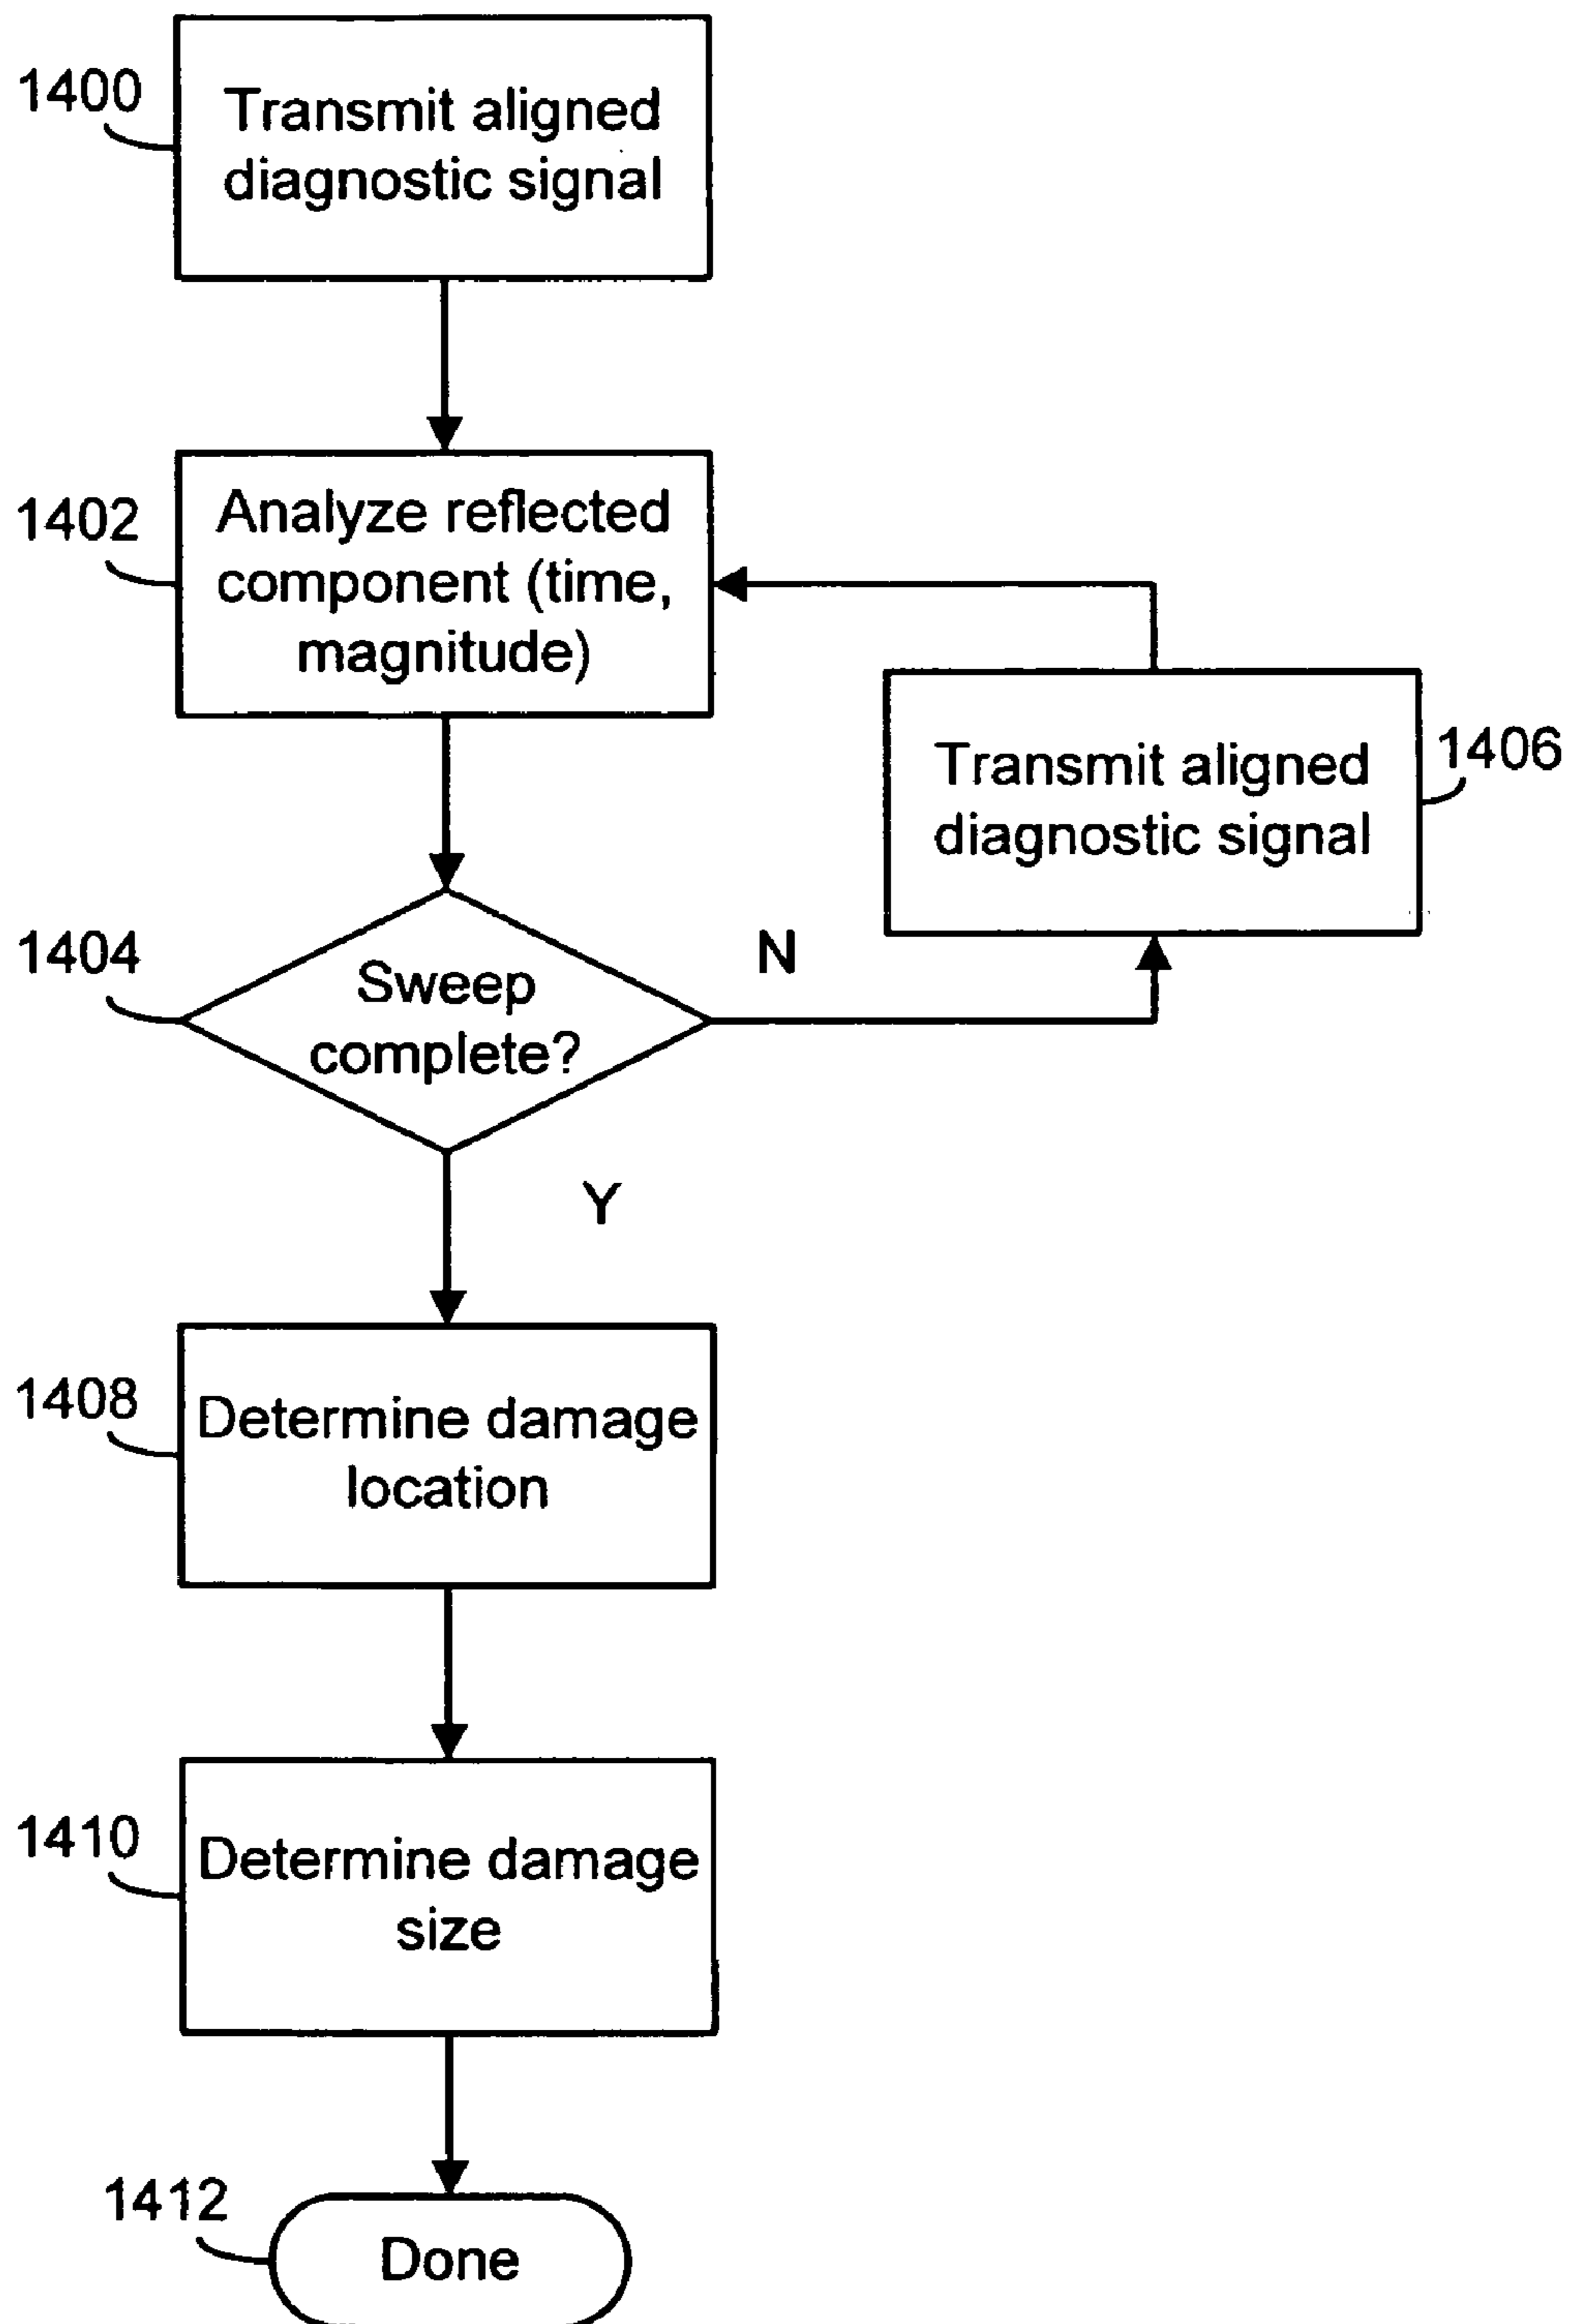 1400
Transmit aligned
diagnostic signal
1402
Analyze reflected
component (time,
magnitude)
1406
Transmit aligned
diagnostic signal
1404
Sweep
complete?
N
Y
1408
Determine damage
location
1410
Determine damage
size
1412
Done